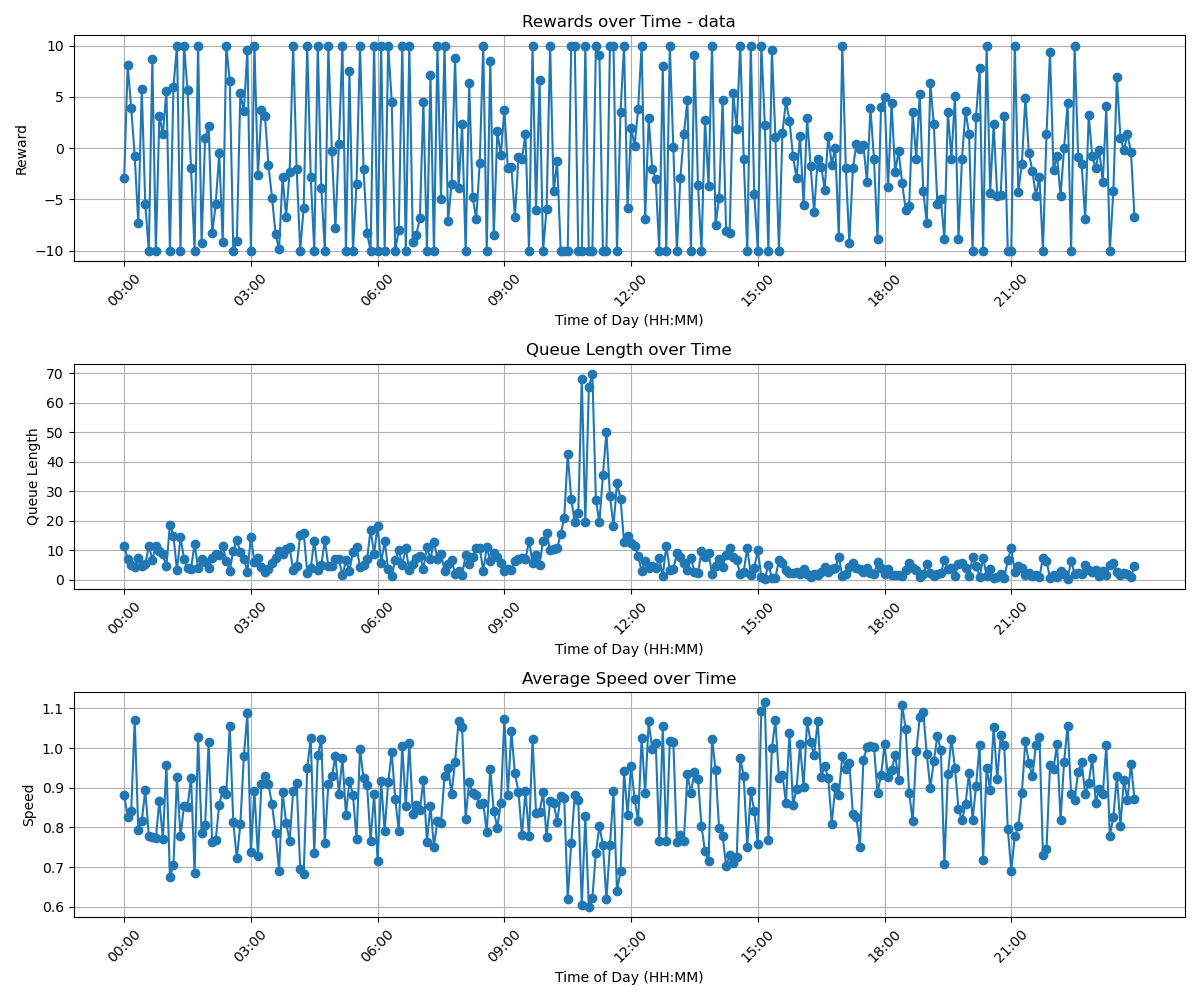 Rewards over Time - data
Reward
10
5
0
−5
−10
00:00 03:00 06:00 09:00 12:00 15:00 18:00 21:00
Time of Day (HH:MM)
Queue Length over Time
Queue Length
70
60
50
40
30
20
10
0
00:00 03:00 06:00 09:00 12:00 15:00 18:00 21:00
Time of Day (HH:MM)
Average Speed over Time
Speed
1.1
1.0
0.9
0.8
0.7
0.6
00:00 03:00 06:00 09:00 12:00 15:00 18:00 21:00
Time of Day (HH:MM)